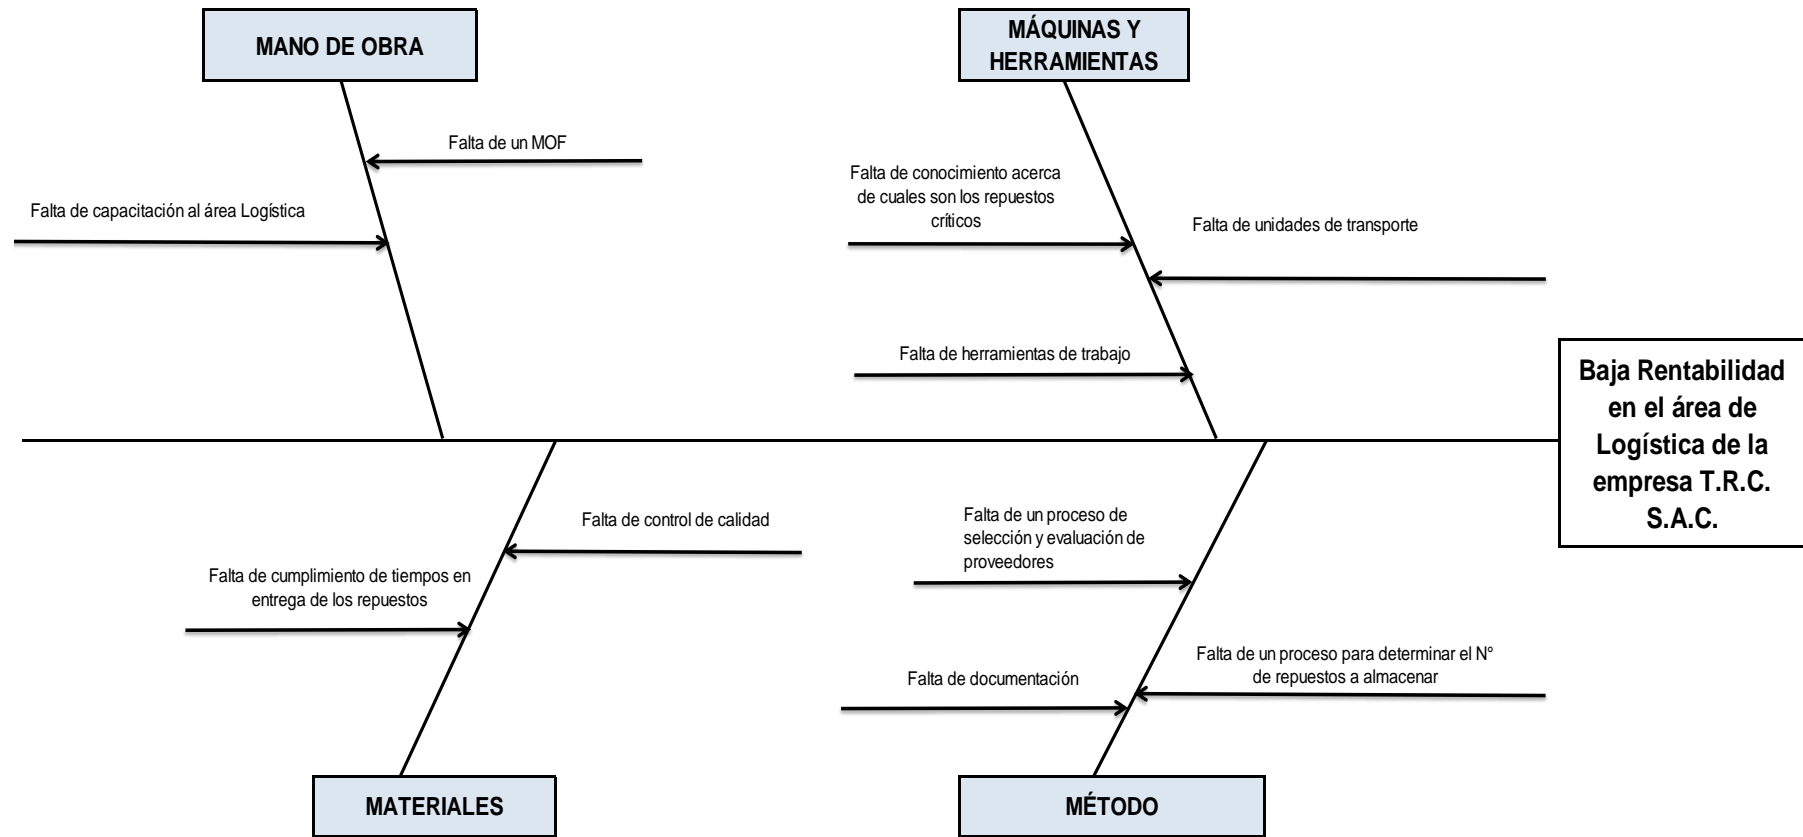 MANO DE OBRA
MÁQUINAS Y
HERRAMIENTAS
Falta de un MOF
Falta de capacitación al área Logística
Falta de conocimiento acerca
de cuales son los repuestos
críticos
Falta de unidades de transporte
Falta de herramientas de trabajo
Baja Rentabilidad
en el área de
Logística de la
empresa T.R.C.
S.A.C.
Falta de control de calidad
Falta de cumplimiento de tiempos en
entrega de los repuestos
Falta de un proceso de
selección y evaluación de
proveedores
Falta de un proceso para determinar el N°
de repuestos a almacenar
Falta de documentación
MATERIALES
MÉTODO